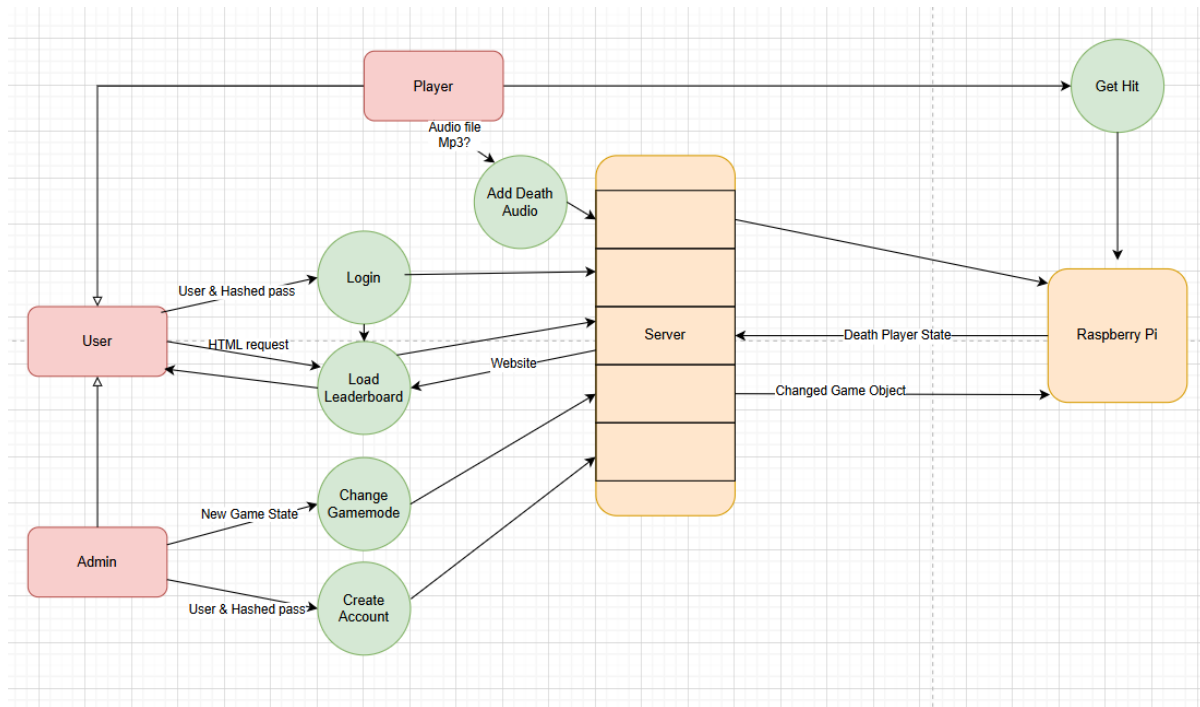 Player
Get Hit
Audio file
Mp3?
Add Death
Audio
Login
User & Hashed pass
User
HTML request
Server
Death Player State
Raspberry Pi
Website
Load
Leaderboard
Changed Game Object
Change
Gamemode
New Game State
Admin
Create
Account
User & Hashed pass